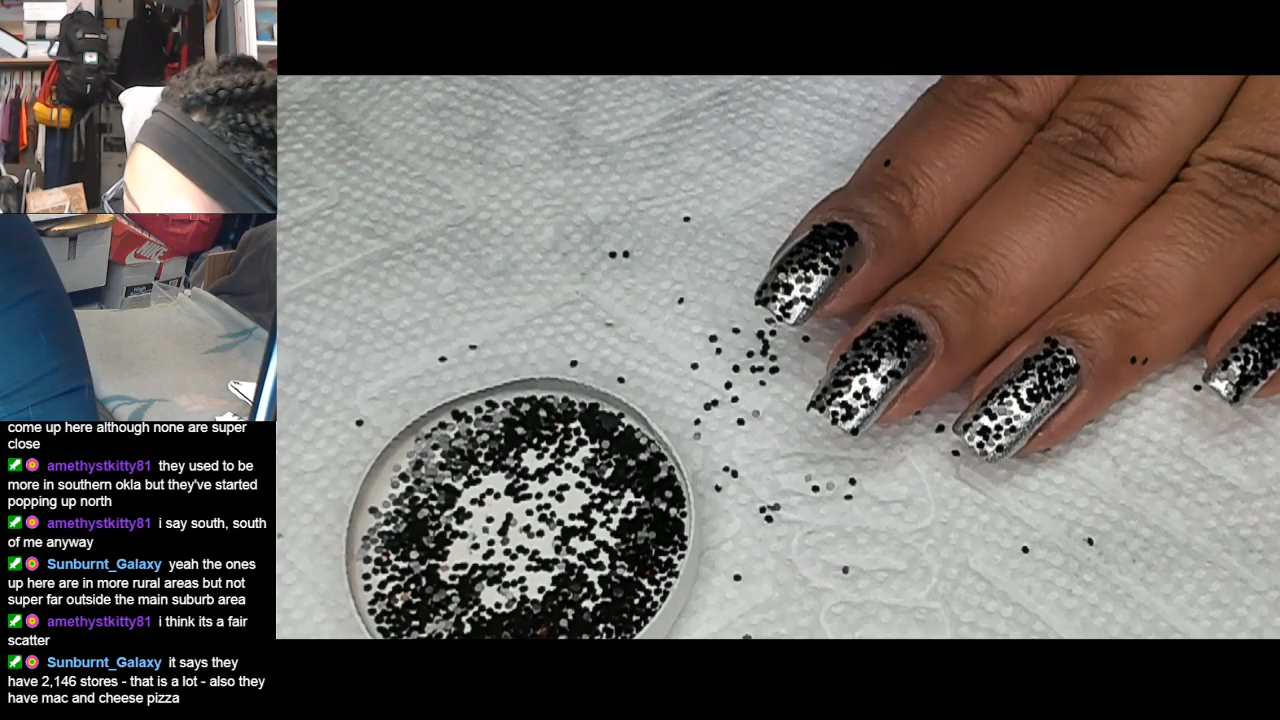 come up here although none are super
close
amethystkitty81 they used to be
more in southern okla but they've started
popping up north
amethystkitty81 i say south, south
of me anyway
Sunburnt_Galaxy yeah the ones
up here are in more rural areas but not
super far outside the main suburb area
amethystkitty81 i think its a fair
scatter
Sunburnt_Galaxy it says they
have 2,146 stores - that is a lot - also they
have mac and cheese pizza
NIKE
High